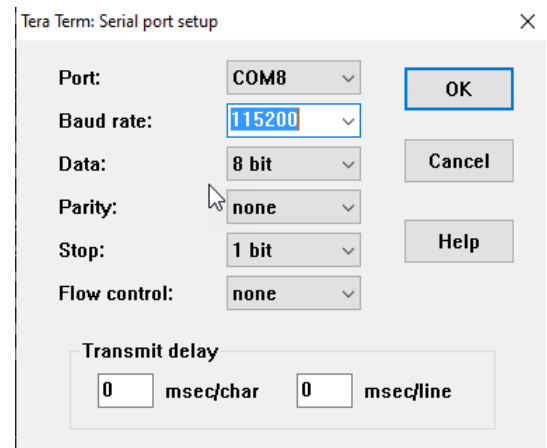 Tera Term: Serial port setup
Port: COM8 OK
Baud rate: 115200
Data: 8 bit Cancel
Parity: none
Stop: 1 bit Help
Flow control: none
Transmit delay
0 msec/char 0 msec/line